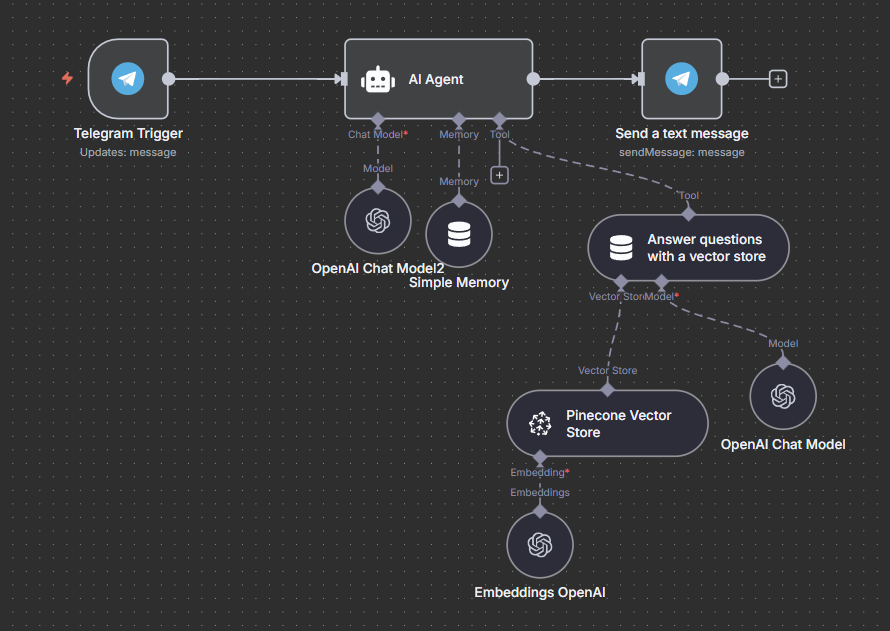 Telegram Trigger
Updates: message
AI Agent
Send a text message
sendMessage: message
Chat Model*
Memory
Tool
Model
Memory
OpenAI Chat Model2
Simple Memory
Tool
Answer questions
with a vector store
Vector Store
Model*
Vector Store
Model
Pinecone Vector
Store
OpenAI Chat Model
Embedding*
Embeddings
Embeddings OpenAI